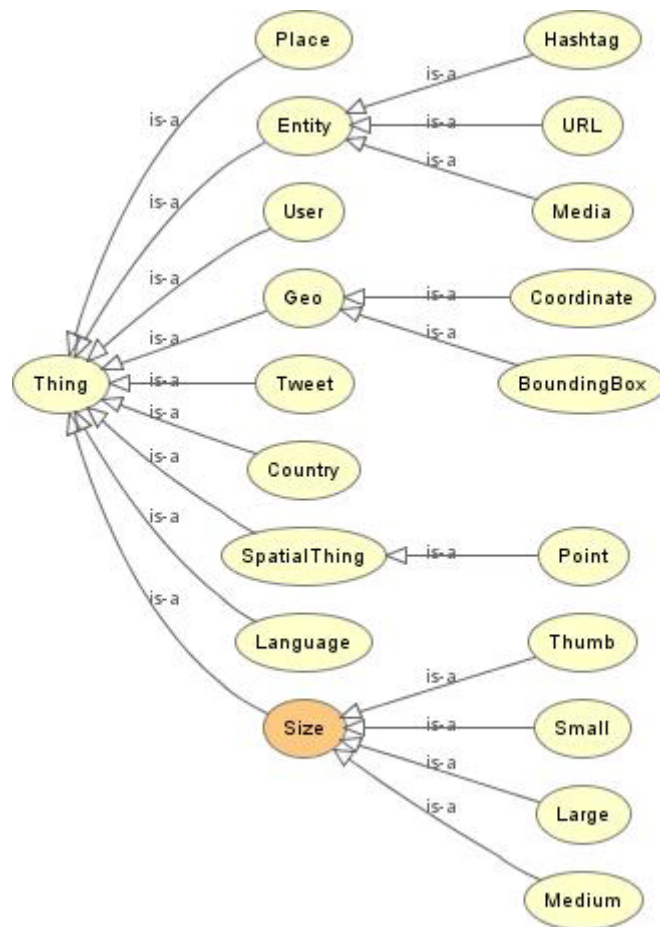 Place
Hashtag
is-a
is-a
Entity
is-a
URL
is-a
is-a
User
Media
is-a
Geo
is-a
Coordinate
is-a
is-a
Thing
is-a
Tweet
BoundingBox
is-a
is-a
Country
is-a
SpatialThing
is-a
Point
is-a
Language
Thumb
is-a
Size
is-a
Small
is-a
is-a
Large
Medium